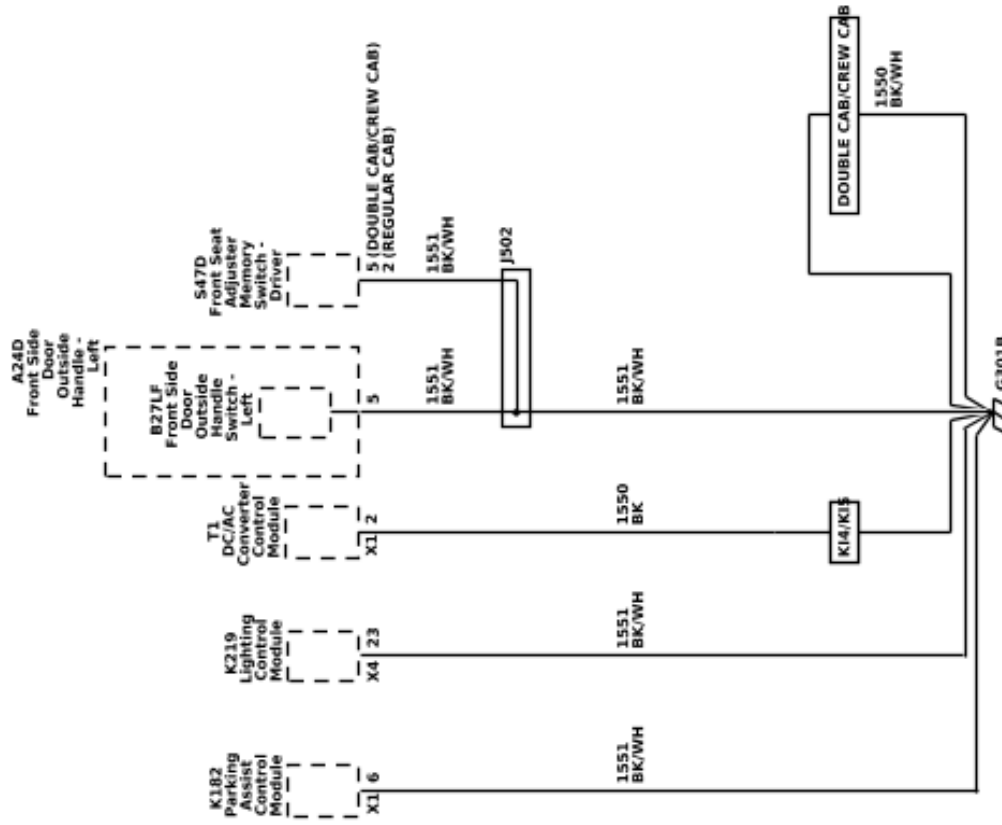 K182
Parking
Assist
Control
Module
X1 6
1551
BK/WH
K219
Lighting
Control
Module
X4 23
1551
BK/WH
T1
DC/AC
Converter
Control
Module
X1 2
1550
BK
KI4/KI5
A24D
Front Side
Door
Outside
Handle -
Left
B27LF
Front Side
Door
Outside
Handle
Switch -
Left
5
1551
BK/WH
1551
BK/WH
S47D
Front Seat
Adjuster
Memory
Switch -
Driver
5 (DOUBLE CAB/CREW CAB)
2 (REGULAR CAB)
1551
BK/WH
J502
DOUBLE CAB/CREW CAB
1550
BK/WH